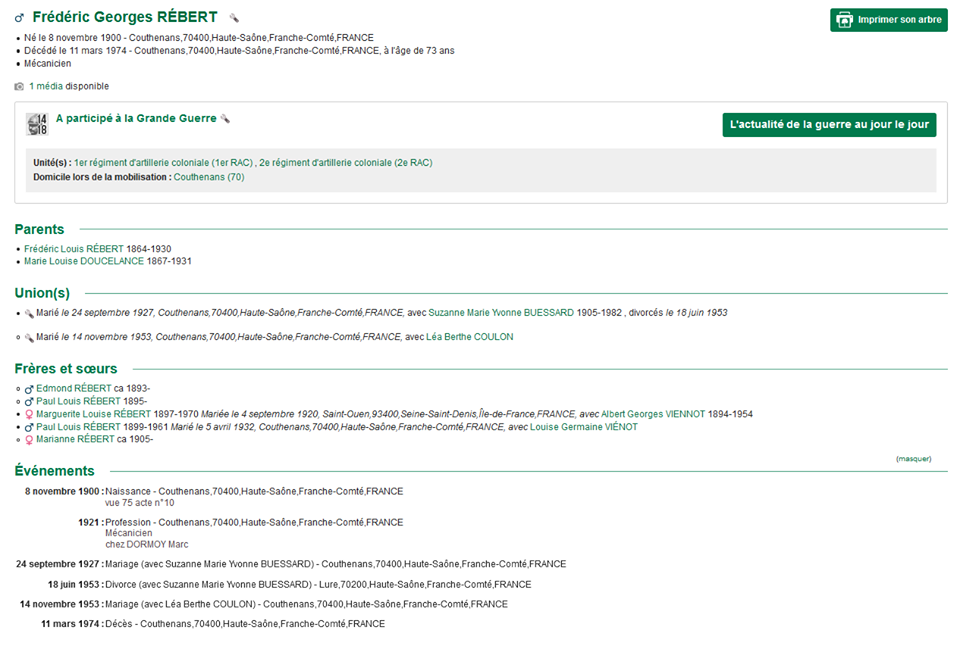 Frédéric Georges RÉBERT
Imprimer son arbre
Né le 8 novembre 1900 - Couthenans,70400,Haute-Saône,Franche-Comté,FRANCE
Décédé le 11 mars 1974 - Couthenans,70400,Haute-Saône,Franche-Comté,FRANCE, à l'âge de 73 ans
Mécanicien
1 média disponible
14
18
A participé à la Grande Guerre
L'actualité de la guerre au jour le jour
Unité(s) : 1er régiment d'artillerie coloniale (1er RAC) , 2e régiment d'artillerie coloniale (2e RAC)
Domicile lors de la mobilisation : Couthenans (70)
Parents
Frédéric Louis RÉBERT 1864-1930
Marie Louise DOUCELANCE 1867-1931
Union(s)
Marié le 24 septembre 1927, Couthenans,70400,Haute-Saône,Franche-Comté,FRANCE, avec Suzanne Marie Yvonne BUESSARD 1905-1982 , divorcés le 18 juin 1953
Marié le 14 novembre 1953, Couthenans,70400,Haute-Saône,Franche-Comté,FRANCE, avec Léa Berthe COULON
Frères et sœurs
Edmond RÉBERT ca 1893-
Paul Louis RÉBERT 1895-
Marguerite Louise RÉBERT 1897-1970 Mariée le 4 septembre 1920, Saint-Ouen,93400,Seine-Saint-Denis,Île-de-France,FRANCE, avec Albert Georges VIENNOT 1894-1954
Paul Louis RÉBERT 1899-1961 Marié le 5 avril 1932, Couthenans,70400,Haute-Saône,Franche-Comté,FRANCE, avec Louise Germaine VIÉNOT
Marianne RÉBERT ca 1905-
(masquer)
Événements
8 novembre 1900 : Naissance - Couthenans,70400,Haute-Saône,Franche-Comté,FRANCE
vue 75 acte n°10
1921 : Profession - Couthenans,70400,Haute-Saône,Franche-Comté,FRANCE
Mécanicien
chez DORMOY Marc
24 septembre 1927 : Mariage (avec Suzanne Marie Yvonne BUESSARD) - Couthenans,70400,Haute-Saône,Franche-Comté,FRANCE
18 juin 1953 : Divorce (avec Suzanne Marie Yvonne BUESSARD) - Lure,70200,Haute-Saône,Franche-Comté,FRANCE
14 novembre 1953 : Mariage (avec Léa Berthe COULON) - Couthenans,70400,Haute-Saône,Franche-Comté,FRANCE
11 mars 1974 : Décès - Couthenans,70400,Haute-Saône,Franche-Comté,FRANCE